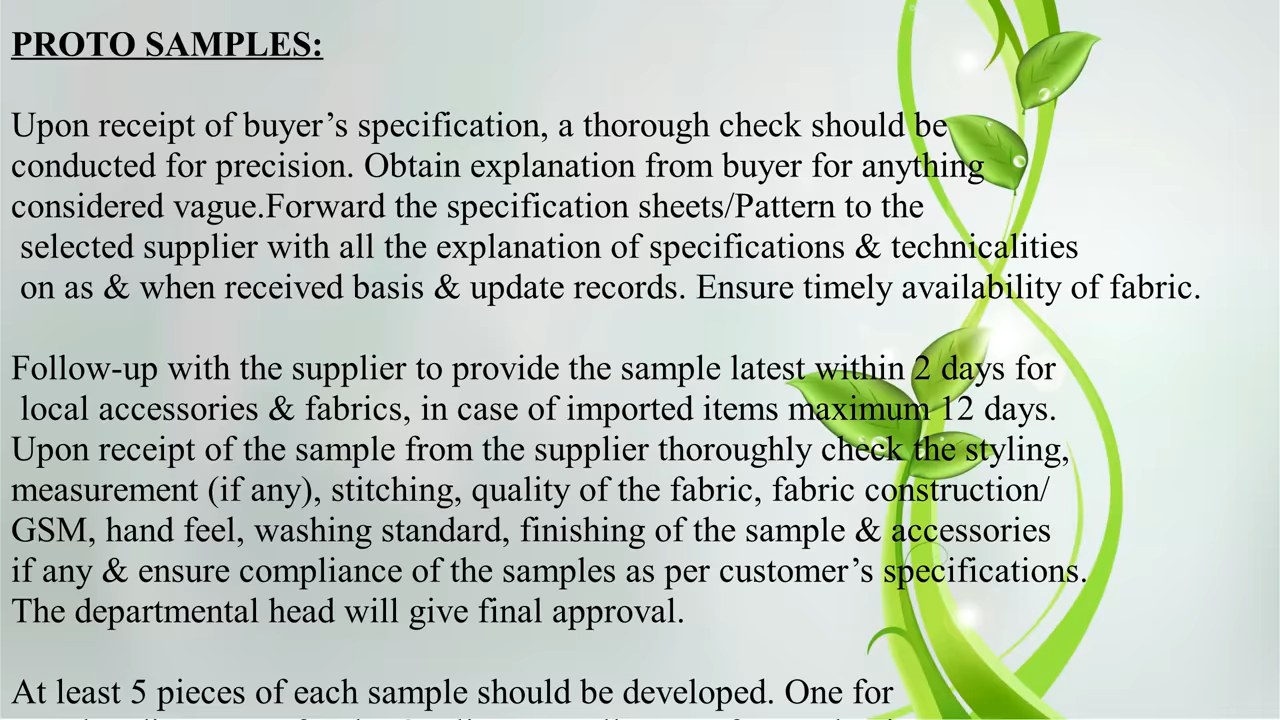 PROTO SAMPLES:
Upon receipt of buyer’s specification, a thorough check should be
conducted for precision. Obtain explanation from buyer for anything
considered vague.Forward the specification sheets/Pattern to the
selected supplier with all the explanation of specifications & technicalities
on as & when received basis & update records. Ensure timely availability of fabric.
Follow-up with the supplier to provide the sample latest within 2 days for
local accessories & fabrics, in case of imported items maximum 12 days.
Upon receipt of the sample from the supplier thoroughly check the styling,
measurement (if any), stitching, quality of the fabric, fabric construction/
GSM, hand feel, washing standard, finishing of the sample & accessories
if any & ensure compliance of the samples as per customer’s specifications.
The departmental head will give final approval.
At least 5 pieces of each sample should be developed. One for